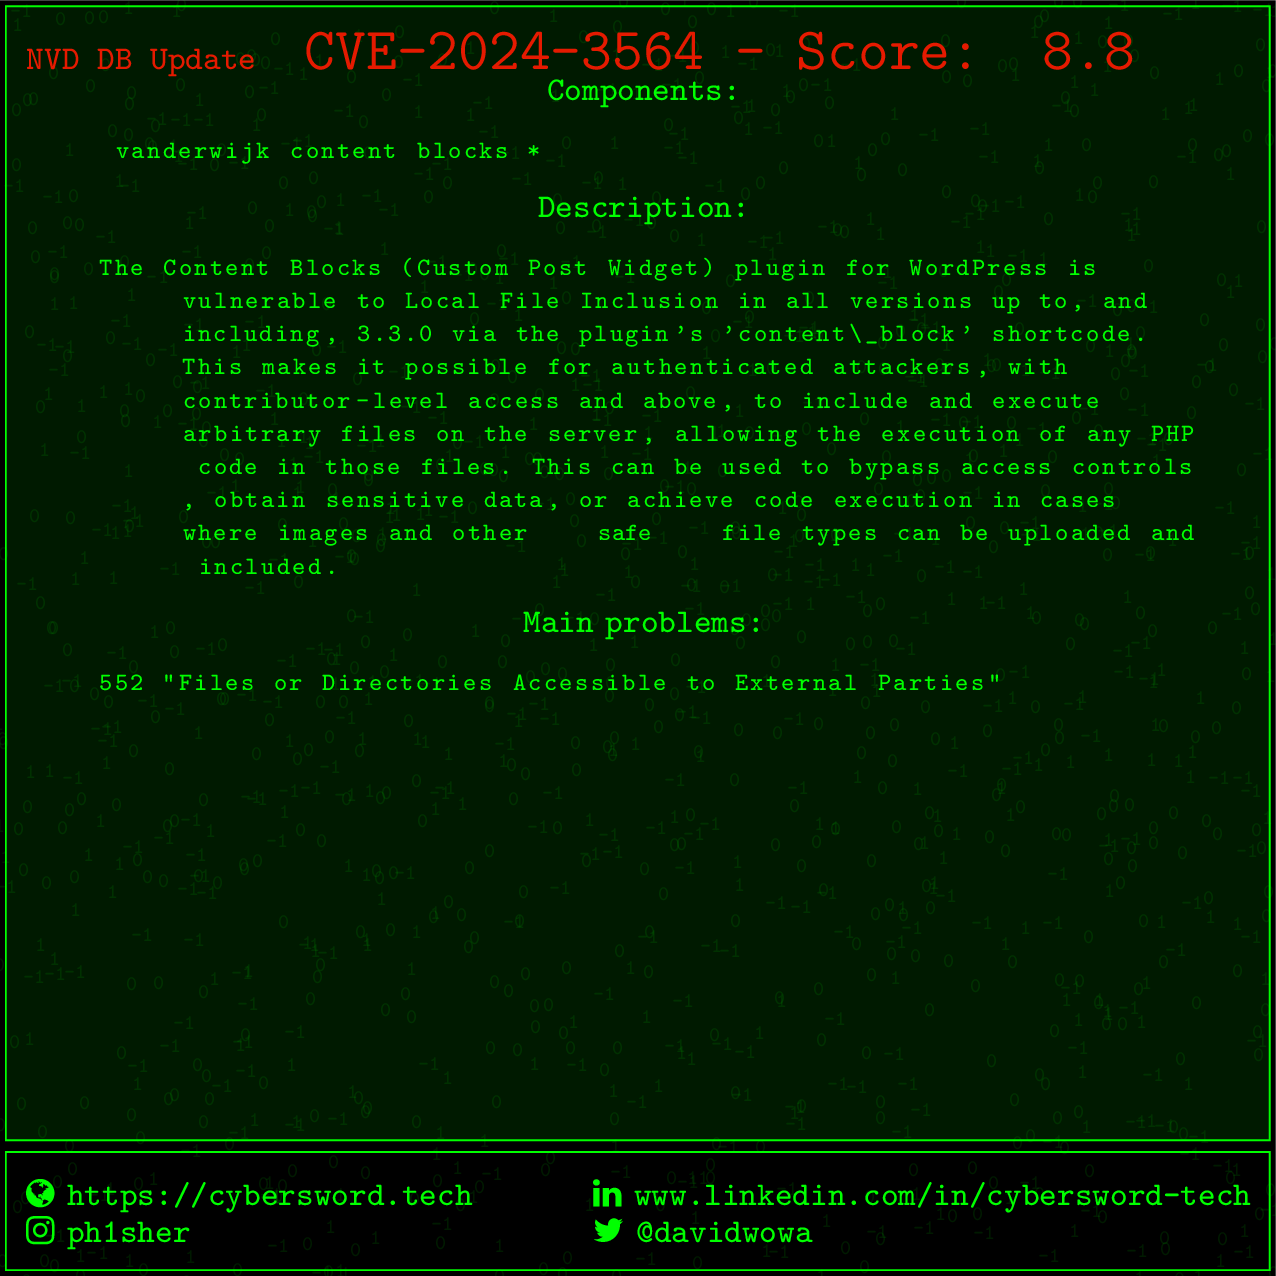 NVD DB Update CVE-2024-3564 - Score: 8.8
Components:
vanderwijk content blocks *
Description:
The Content Blocks (Custom Post Widget) plugin for WordPress is
vulnerable to Local File Inclusion in all versions up to, and
including, 3.3.0 via the plugin's 'content\_block' shortcode.
This makes it possible for authenticated attackers, with
contributor-level access and above, to include and execute
arbitrary files on the server, allowing the execution of any PHP
code in those files. This can be used to bypass access controls
, obtain sensitive data, or achieve code execution in cases
where images and other safe file types can be uploaded and
included.
Main problems:
552 "Files or Directories Accessible to External Parties"
https://cybersword.tech
www.linkedin.com/in/cybersword-tech
ph1sher
@davidwowa